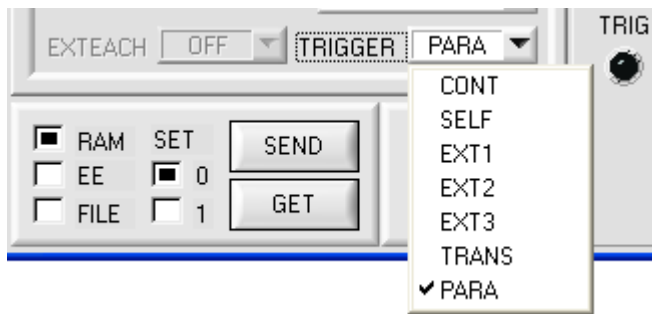 EXTEACH OFF TRIGGER PARA TRIG
CONT
SELF
EXT1
EXT2
EXT3
TRANS
PARA
RAM SET SEND
EE 0
FILE 1 GET